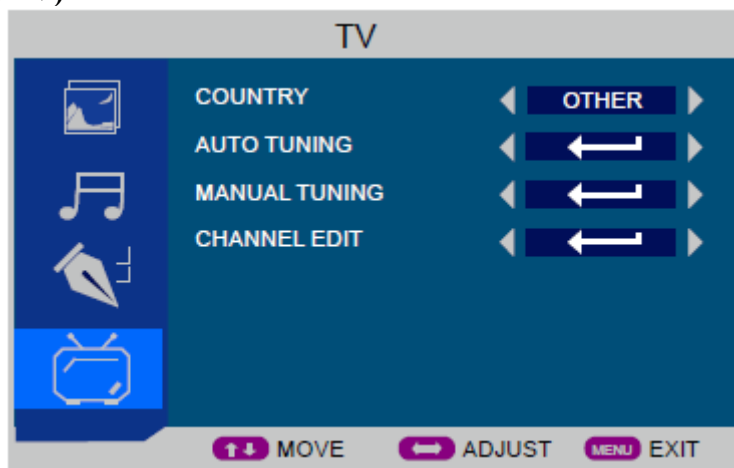 TV
COUNTRY OTHER
AUTO TUNING
MANUAL TUNING
CHANNEL EDIT
MOVE ADJUST MENU EXIT